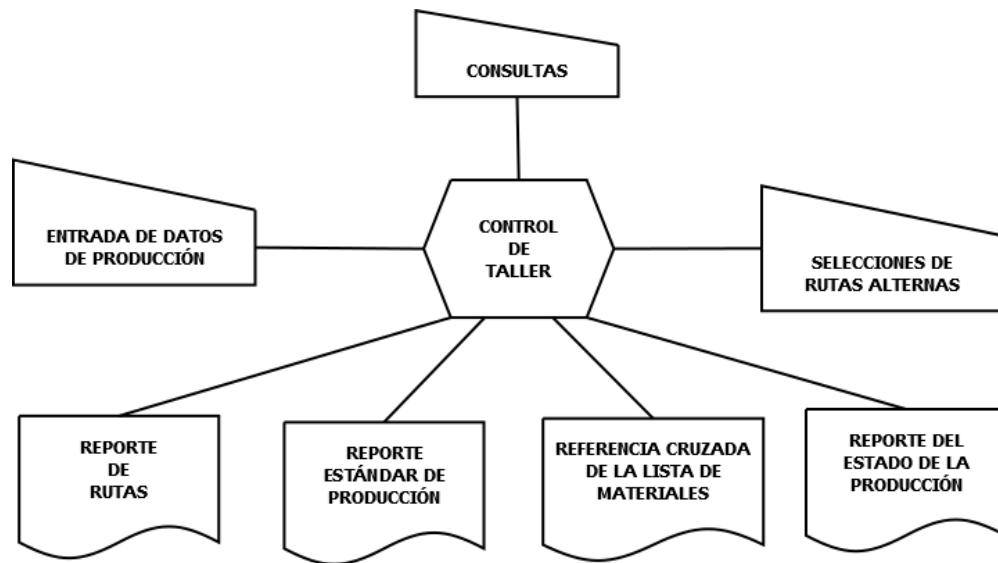 CONSULTAS
ENTRADA DE DATOS
DE PRODUCCIÓN
CONTROL
DE
TALLER
SELECCIONES DE
RUTAS ALTERNAS
REPORTE
DE
RUTAS
REPORTE
ESTÁNDAR DE
PRODUCCIÓN
REFERENCIA CRUZADA
DE LA LISTA DE
MATERIALES
REPORTE DEL
ESTADO DE LA
PRODUCCIÓN